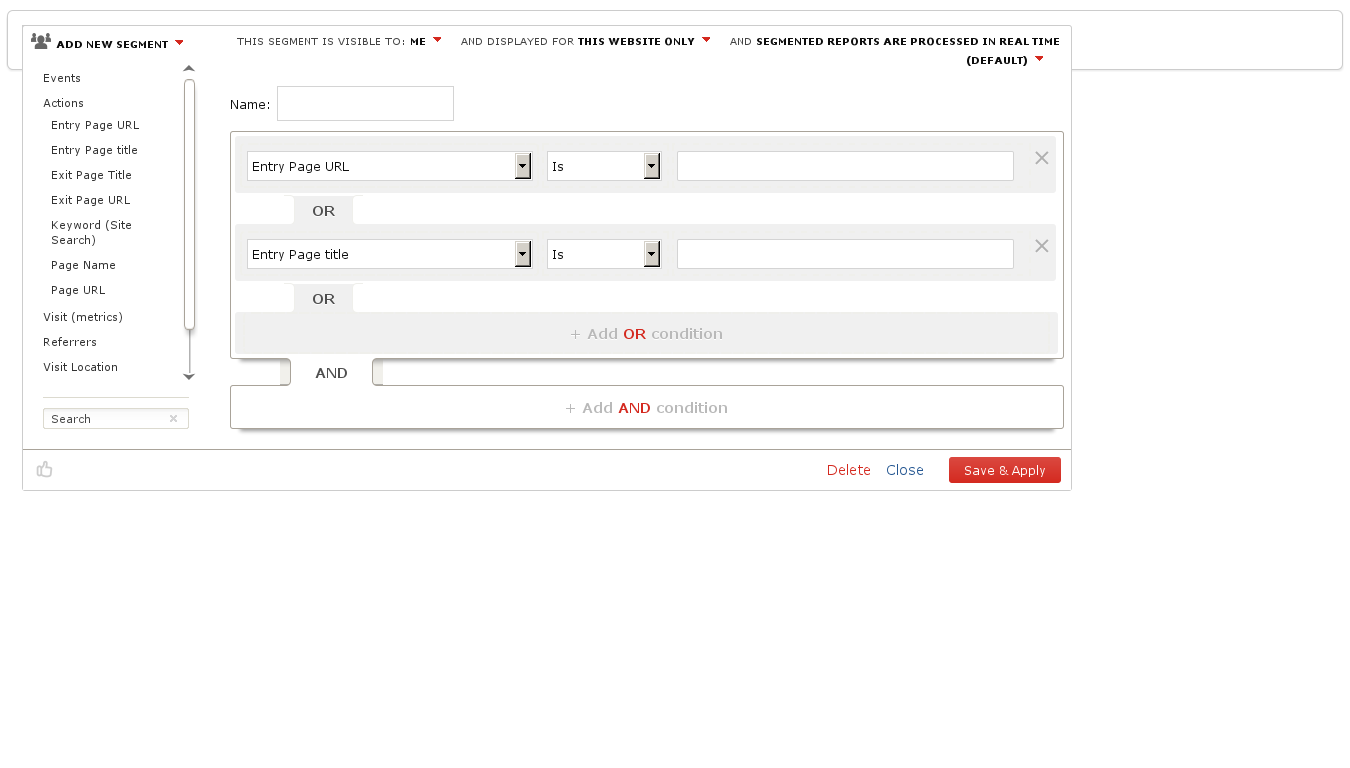 ADD NEW SEGMENT
THIS SEGMENT IS VISIBLE TO: ME AND DISPLAYED FOR THIS WEBSITE ONLY AND SEGMENTED REPORTS ARE PROCESSED IN REAL TIME
(DEFAULT)
Events
Actions
Entry Page URL
Entry Page title
Exit Page Title
Exit Page URL
Keyword (Site
Search)
Page Name
Page URL
Visit (metrics)
Referrers
Visit Location
Search
Name:
Entry Page URL Is
OR
Entry Page title Is
OR
+ Add OR condition
AND
+ Add AND condition
Delete Close Save & Apply